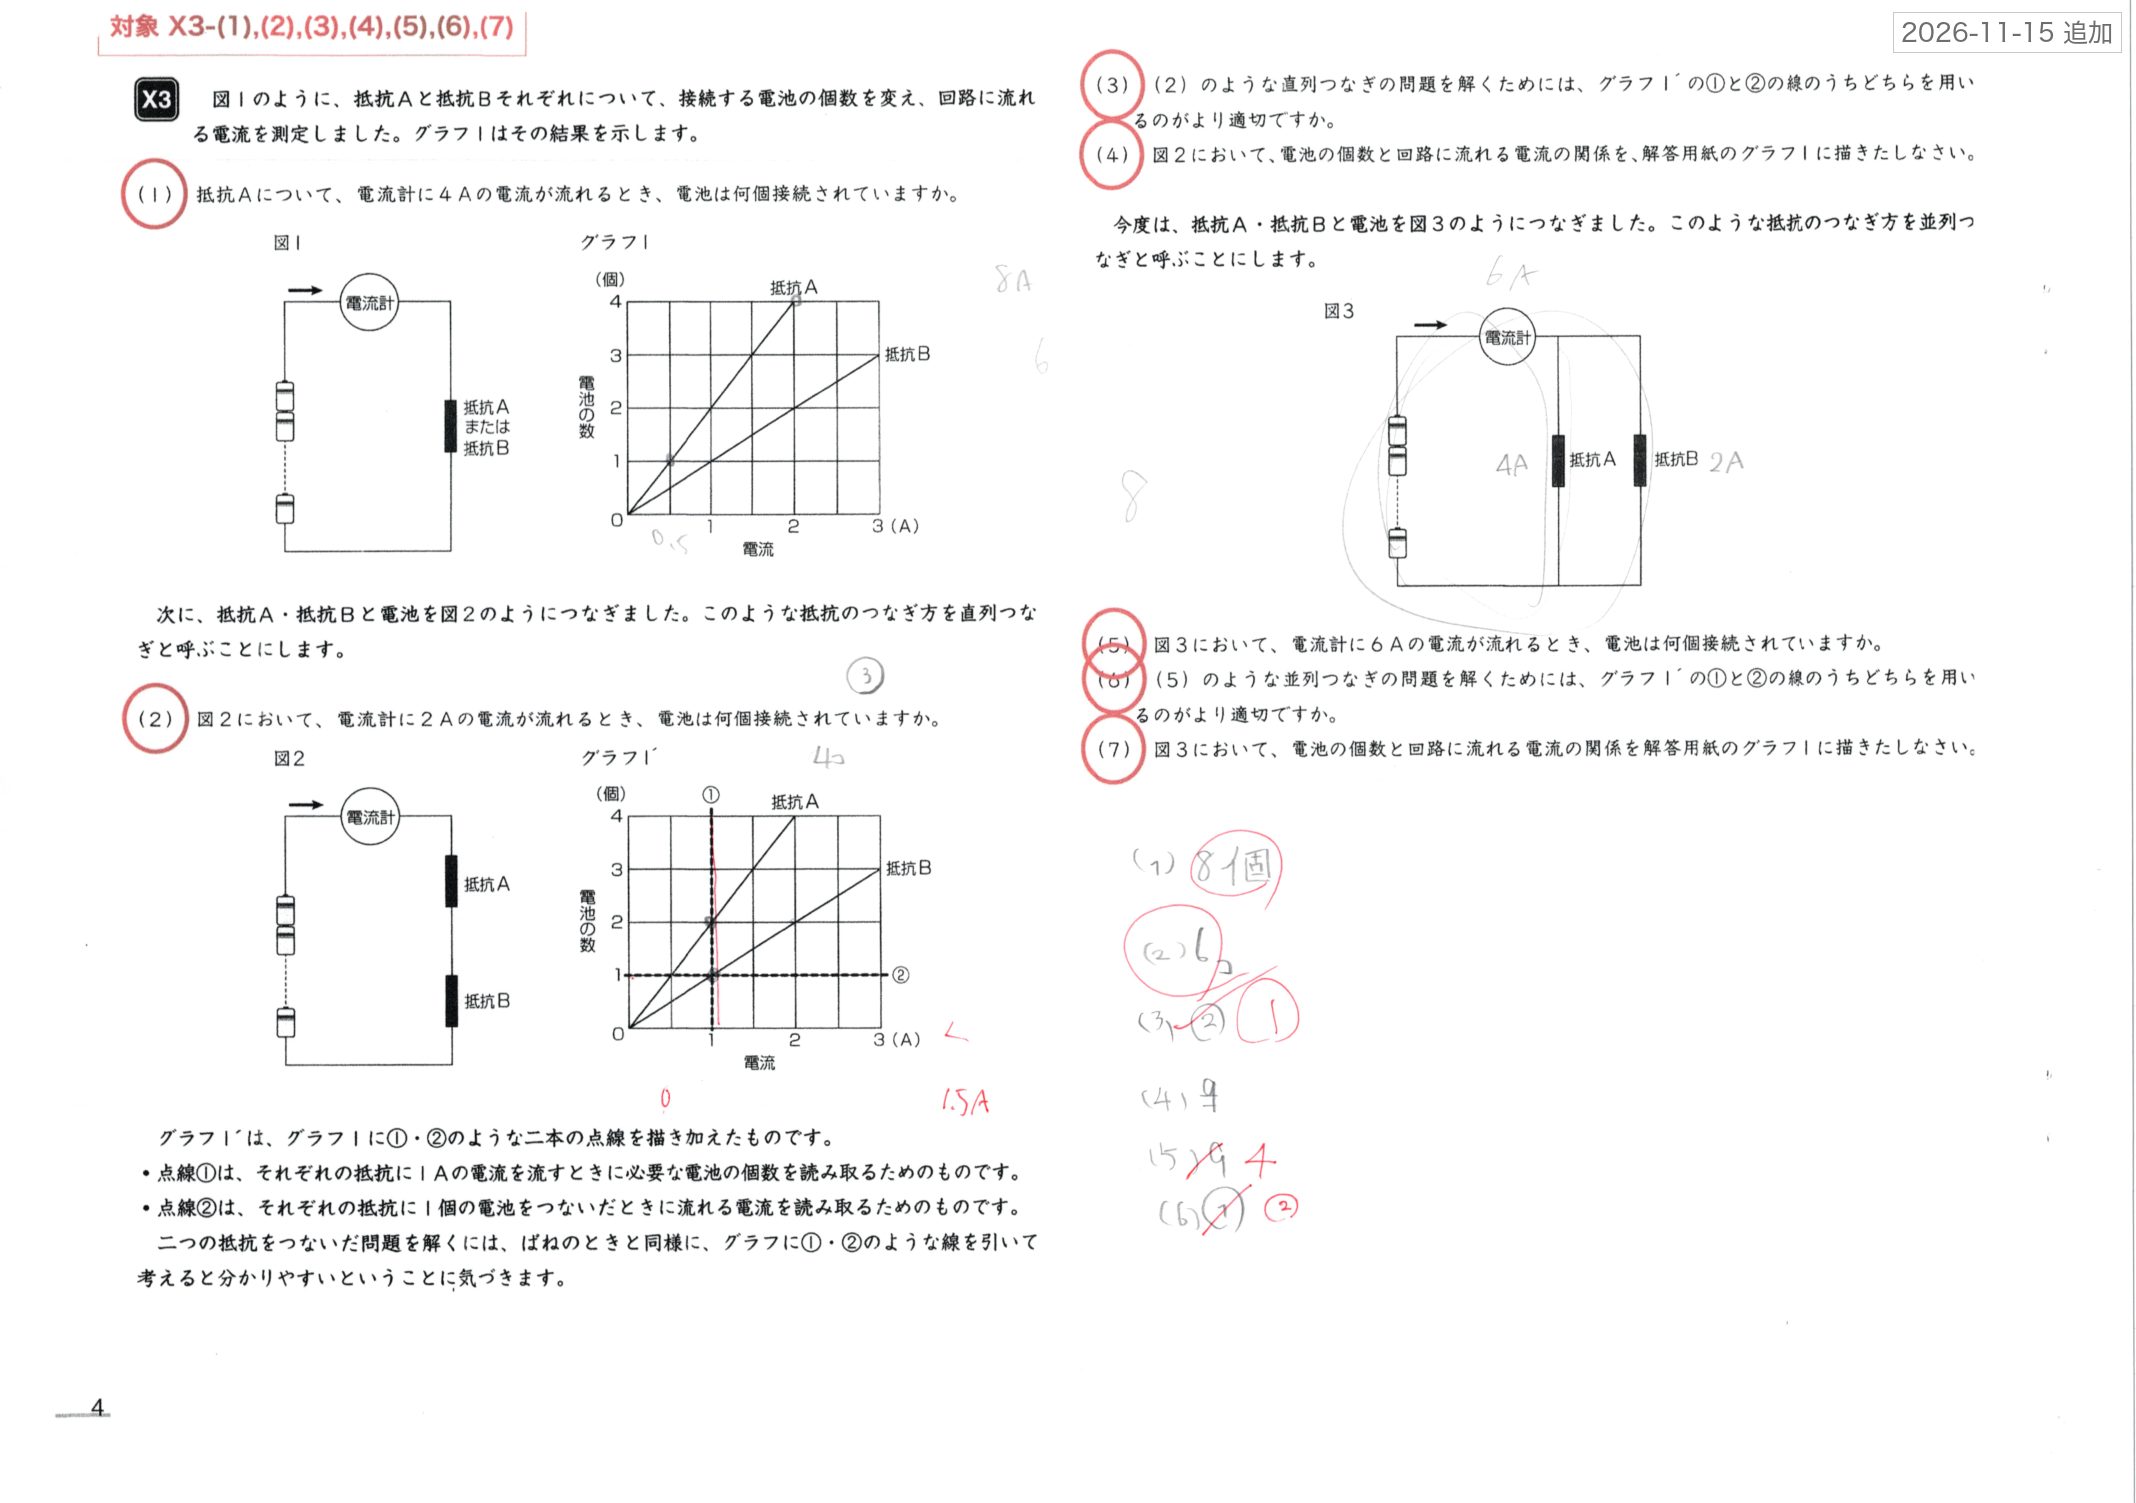 対象 X3-(1),(2),(3),(4),(5),(6),(7)
2026-11-15 追加
X3 図1のように、抵抗Aと抵抗Bそれぞれについて、接続する電池の個数を変え、回路に流れ
る電流を測定しました。グラフ1はその結果を示します。
(1) 抵抗Aについて、電流計に4Aの電流が流れるとき、電池は何個接続されていますか。
図1
電流計
抵抗A
または
抵抗B
グラフ1
(個)
抵抗A
抵抗B
4
3
2
1
0
電池の数
1 2 3(A)
電流
0.5
8A
6
次に、抵抗A・抵抗Bと電池を図2のようにつなぎました。このような抵抗のつなぎ方を直列つな
ぎと呼ぶことにします。
③
(2) 図2において、電流計に2Aの電流が流れるとき、電池は何個接続されていますか。
図2
電流計
抵抗A
抵抗B
グラフ1´
4コ
(個)
①
抵抗A
抵抗B
②
4
3
2
1
0
電池の数
1 2 3(A)
電流
0
1.5A
グラフ1´は、グラフ1に①・②のような二本の点線を描き加えたものです。
・点線①は、それぞれの抵抗に1Aの電流を流すときに必要な電池の個数を読み取るためのものです。
・点線②は、それぞれの抵抗に1個の電池をつないだときに流れる電流を読み取るためのものです。
二つの抵抗をつないだ問題を解くには、ばねのときと同様に、グラフに①・②のような線を引いて
考えると分かりやすいということに気づきます。
4
(3) (2)のような直列つなぎの問題を解くためには、グラフ1´の①と②の線のうちどちらを用い
るのがより適切ですか。
(4) 図2において、電池の個数と回路に流れる電流の関係を、解答用紙のグラフ1に描きたしなさい。
今度は、抵抗A・抵抗Bと電池を図3のようにつなぎました。このような抵抗のつなぎ方を並列つ
なぎと呼ぶことにします。
6A
図3
電流計
4A 抵抗A
抵抗B 2A
8
(5) 図3において、電流計に6Aの電流が流れるとき、電池は何個接続されていますか。
(6) (5)のような並列つなぎの問題を解くためには、グラフ1´の①と②の線のうちどちらを用い
るのがより適切ですか。
(7) 図3において、電池の個数と回路に流れる電流の関係を解答用紙のグラフ1に描きたしなさい。
(1) 8個
(2) 6コ
(3) ② 1
(4)
(5) 9 4
(6) ① ②